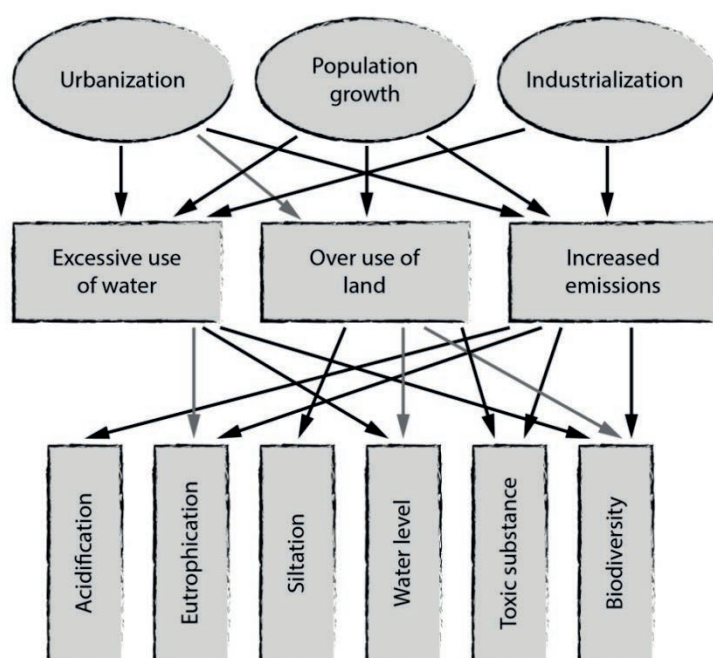 Urbanization
Population
growth
Industrialization
Excessive use
of water
Over use of
land
Increased
emissions
Acidification
Eutrophication
Siltation
Water level
Toxic substance
Biodiversity